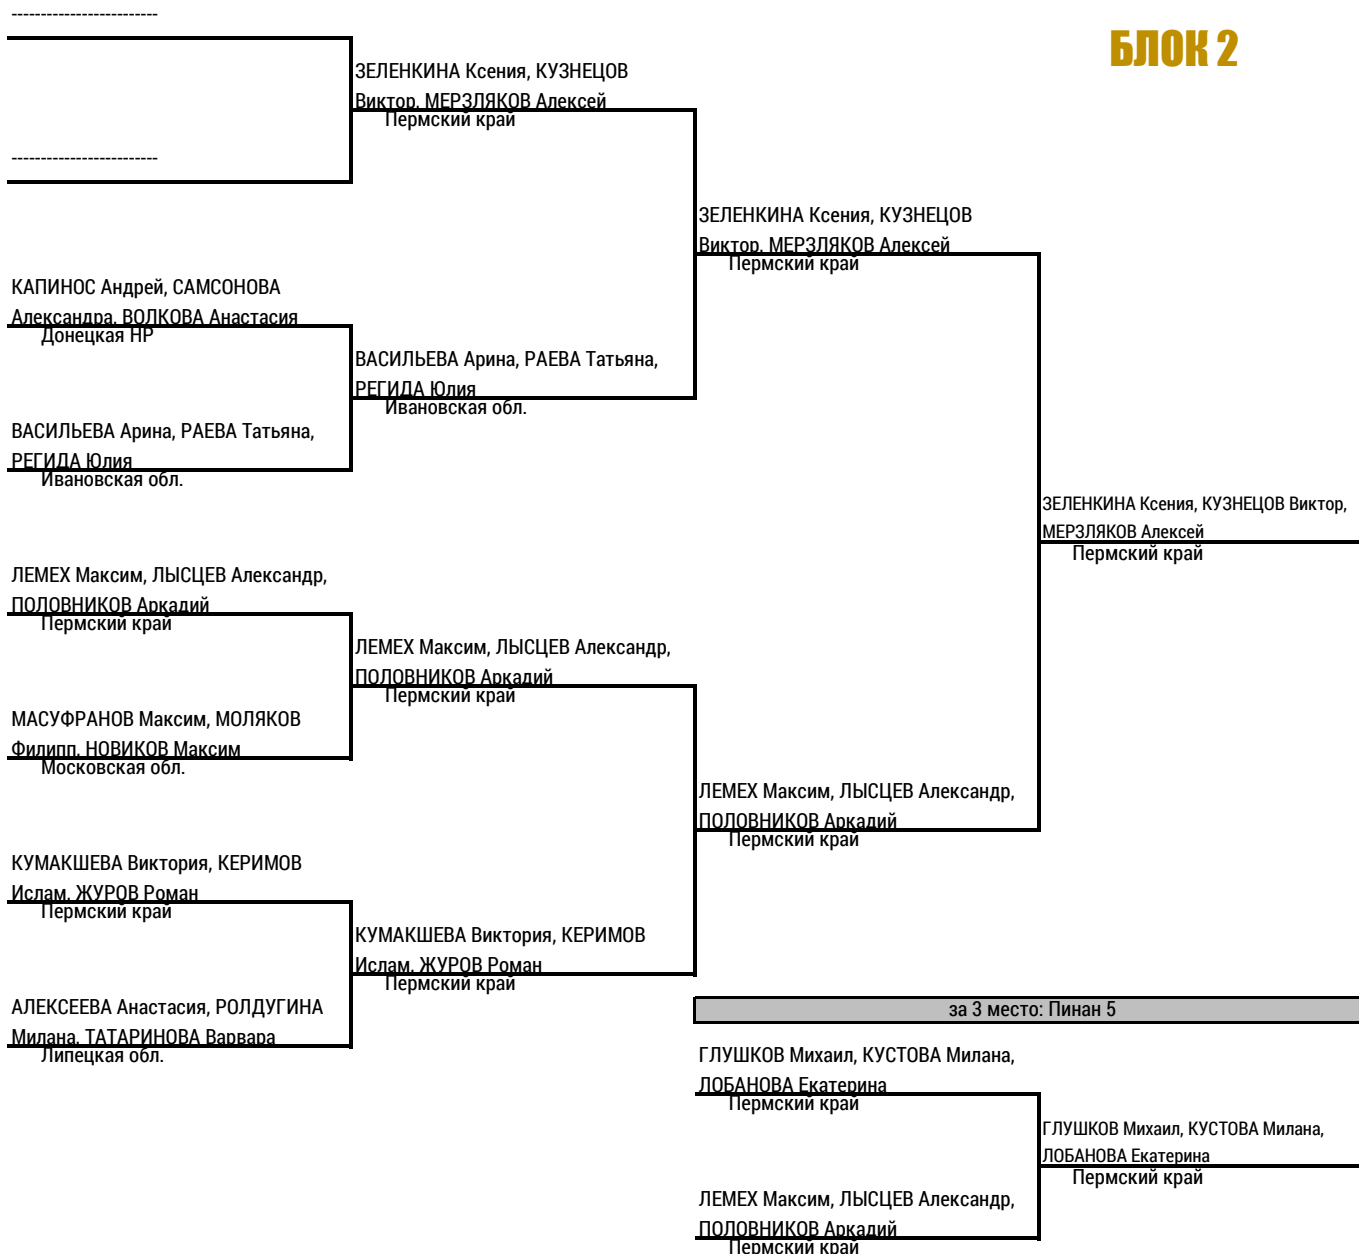 -------------------------
БЛОК 2
ЗЕЛЕНКИНА Ксения, КУЗНЕЦОВ
Виктор, МЕРЗЛЯКОВ Алексей
Пермский край
-------------------------
ЗЕЛЕНКИНА Ксения, КУЗНЕЦОВ
Виктор, МЕРЗЛЯКОВ Алексей
Пермский край
КАПИНОС Андрей, САМСОНОВА
Александра, ВОЛКОВА Анастасия
Донецкая НР
ВАСИЛЬЕВА Арина, РАЕВА Татьяна,
РЕГИДА Юлия
Ивановская обл.
ВАСИЛЬЕВА Арина, РАЕВА Татьяна,
РЕГИДА Юлия
Ивановская обл.
ЗЕЛЕНКИНА Ксения, КУЗНЕЦОВ Виктор,
МЕРЗЛЯКОВ Алексей
Пермский край
ЛЕМЕХ Максим, ЛЫСЦЕВ Александр,
ПОЛОВНИКОВ Аркадий
Пермский край
ЛЕМЕХ Максим, ЛЫСЦЕВ Александр,
ПОЛОВНИКОВ Аркадий
Пермский край
МАСУФРАНОВ Максим, МОЛЯКОВ
Филипп, НОВИКОВ Максим
Московская обл.
ЛЕМЕХ Максим, ЛЫСЦЕВ Александр,
ПОЛОВНИКОВ Аркадий
Пермский край
КУМАКШЕВА Виктория, КЕРИМОВ
Ислам, ЖУРОВ Роман
Пермский край
КУМАКШЕВА Виктория, КЕРИМОВ
Ислам, ЖУРОВ Роман
Пермский край
АЛЕКСЕЕВА Анастасия, РОЛДУГИНА
Милана, ТАТАРИНОВА Варвара
Липецкая обл.
за 3 место: Пинан 5
ГЛУШКОВ Михаил, КУСТОВА Милана,
ЛОБАНОВА Екатерина
Пермский край
ГЛУШКОВ Михаил, КУСТОВА Милана,
ЛОБАНОВА Екатерина
Пермский край
ЛЕМЕХ Максим, ЛЫСЦЕВ Александр,
ПОЛОВНИКОВ Аркадий
Пермский край